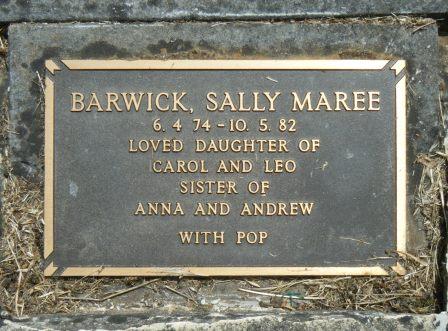 BARWICK, SALLY MAREE
6. 4 74 - 10. 5. 82
LOVED DAUGHTER OF
CAROL AND LEO
SISTER OF
ANNA AND ANDREW
WITH POP